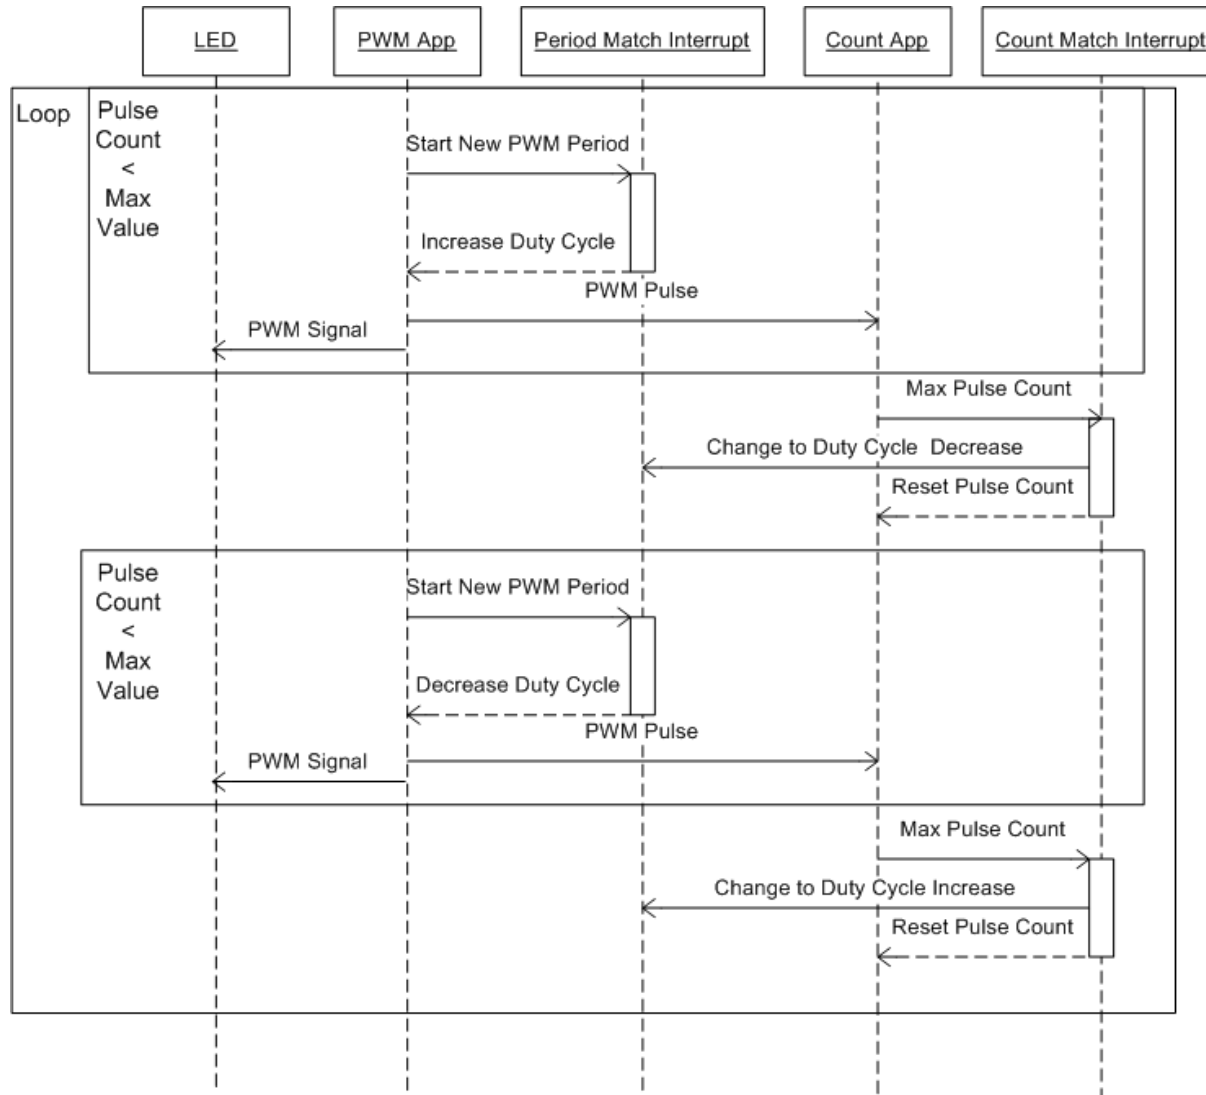 LED
PWM App
Period Match Interrupt
Count App
Count Match Interrupt
Loop
Pulse
Count
<
Max
Value
Start New PWM Period
Increase Duty Cycle
PWM Pulse
PWM Signal
Max Pulse Count
Change to Duty Cycle Decrease
Reset Pulse Count
Pulse
Count
<
Max
Value
Start New PWM Period
Decrease Duty Cycle
PWM Pulse
PWM Signal
Max Pulse Count
Change to Duty Cycle Increase
Reset Pulse Count